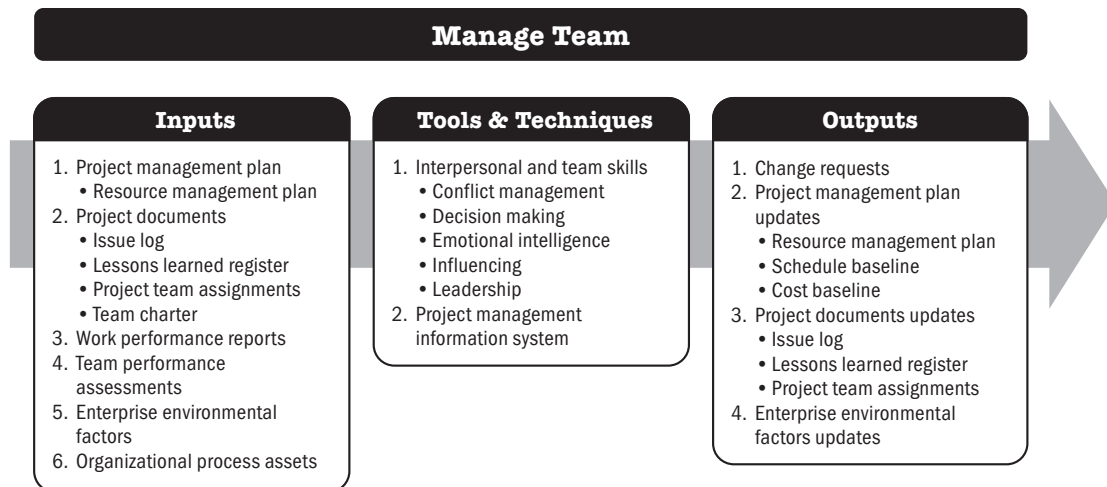 Manage Team
Inputs
1. Project management plan
• Resource management plan
2. Project documents
• Issue log
• Lessons learned register
• Project team assignments
• Team charter
3. Work performance reports
4. Team performance
assessments
5. Enterprise environmental
factors
6. Organizational process assets
Tools & Techniques
1. Interpersonal and team skills
• Conflict management
• Decision making
• Emotional intelligence
• Influencing
• Leadership
2. Project management
information system
Outputs
1. Change requests
2. Project management plan
updates
• Resource management plan
• Schedule baseline
• Cost baseline
3. Project documents updates
• Issue log
• Lessons learned register
• Project team assignments
4. Enterprise environmental
factors updates